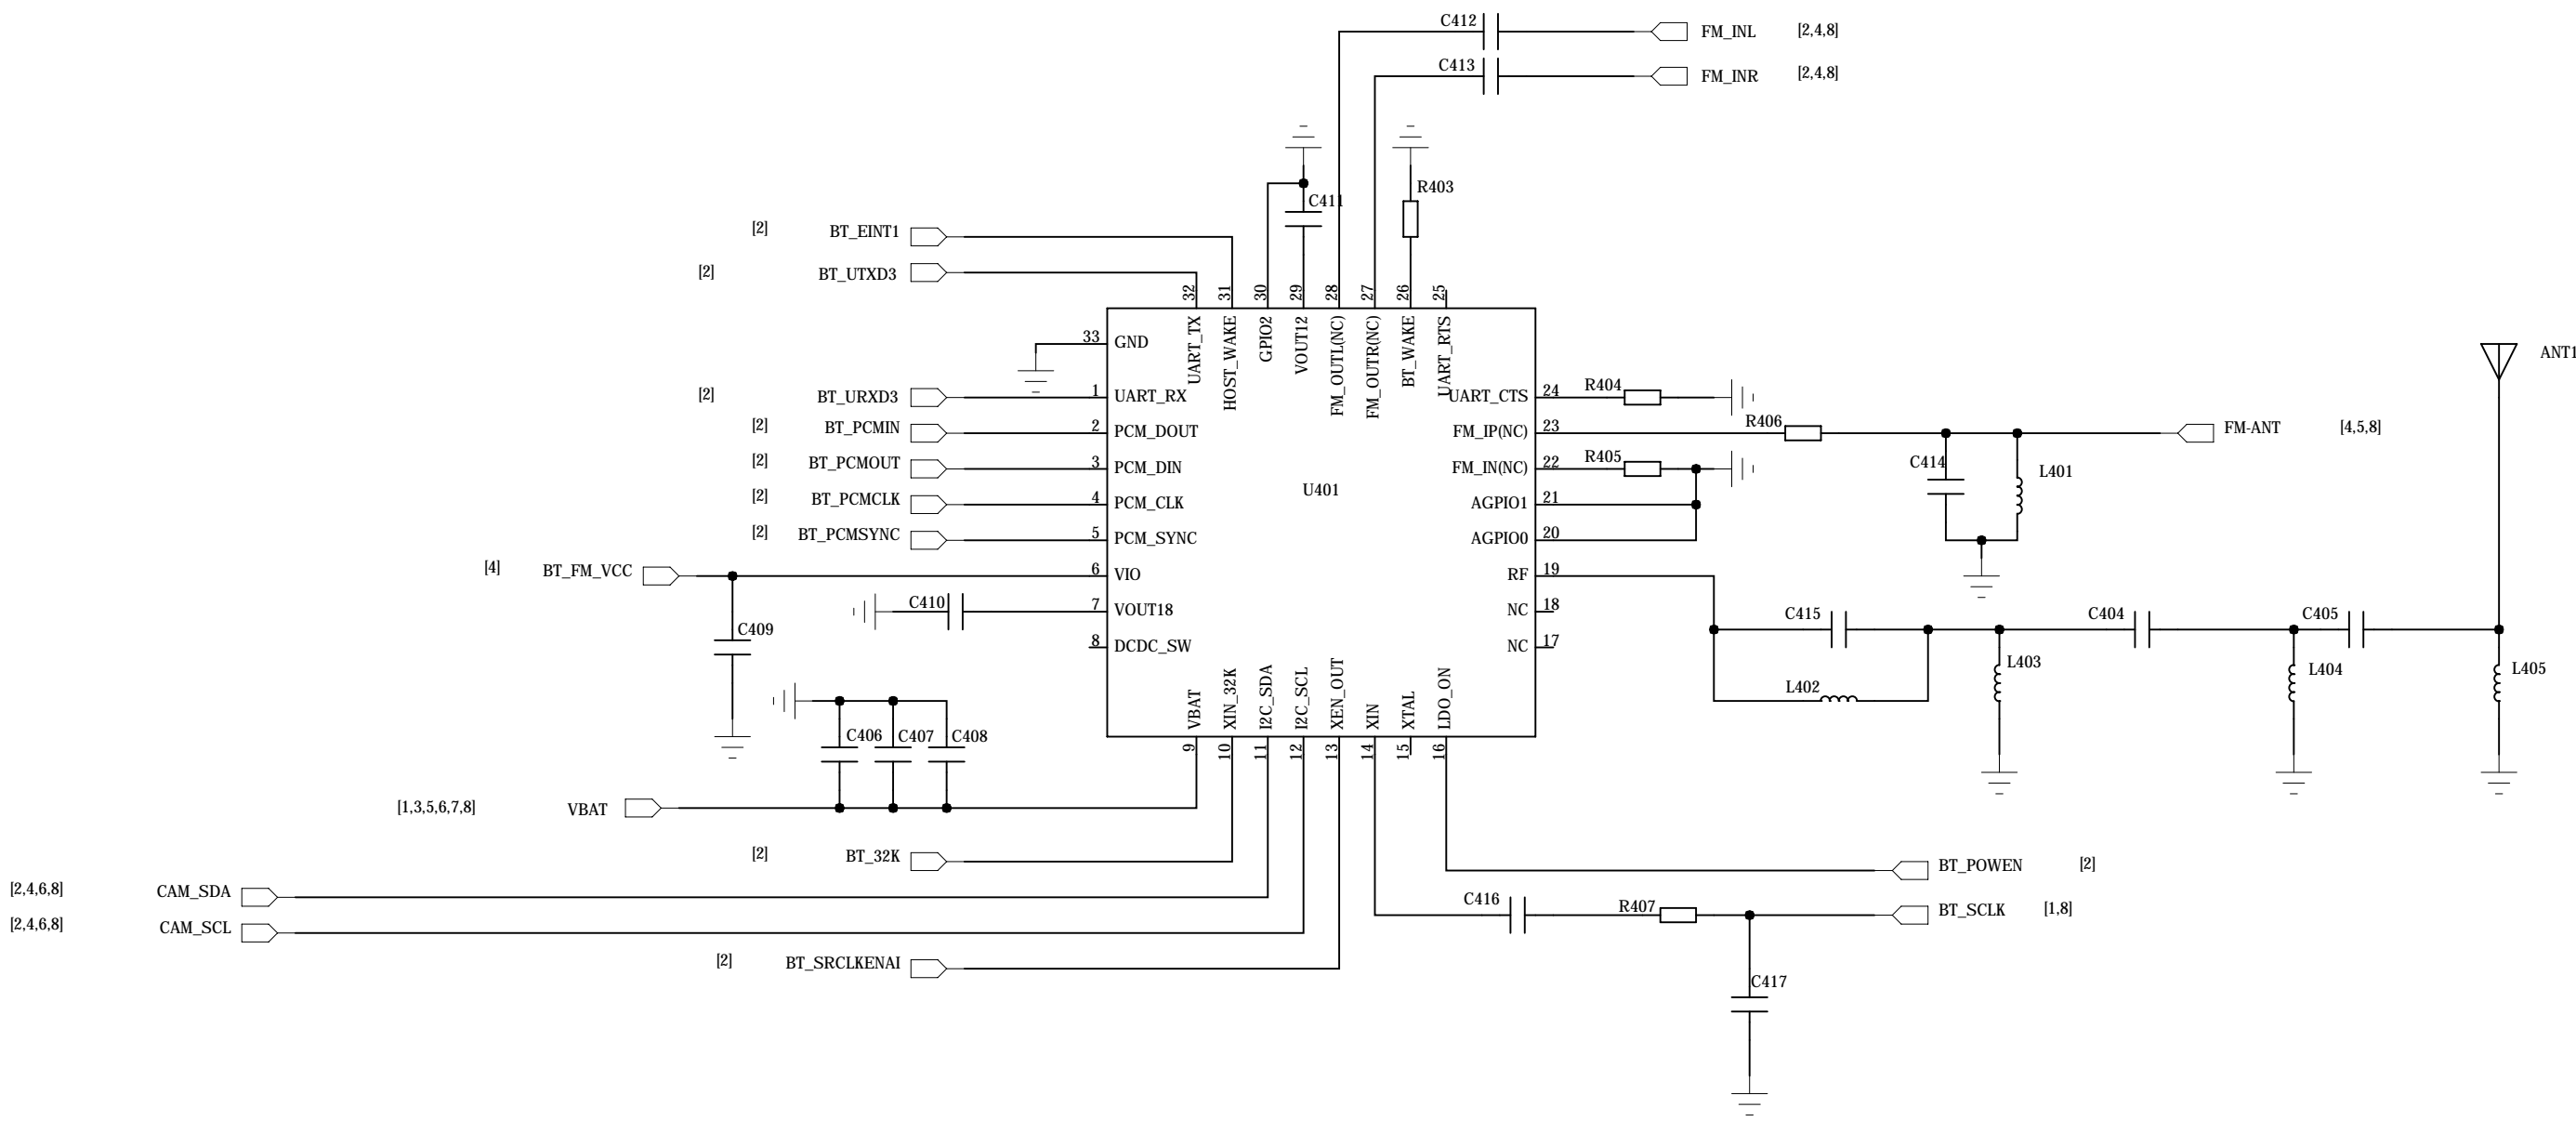 C412 FM_INL [2,4,8]
C413 FM_INR [2,4,8]
R403
C411
[2] BT_EINT1
[2] BT_UTXD3
32 31 30 29 28 27 26 25
UART_TX HOST_WAKE GPIO2 VOUT12 FM_OUTL(NC) FM_OUTR(NC) BT_WAKE UART_RTS
33 GND
ANT1
[2] BT_URXD3 1 UART_RX
UART_CTS 24 R404
[2] BT_PCMIN 2 PCM_DOUT
FM_IP(NC) 23 R406 FM-ANT [4,5,8]
[2] BT_PCMOUT 3 PCM_DIN
FM_IN(NC) 22 R405
C414 L401
U401
[2] BT_PCMCLK 4 PCM_CLK
AGPIO1 21
[2] BT_PCMSYNC 5 PCM_SYNC
AGPIO0 20
[4] BT_FM_VCC 6 VIO
RF 19
C410 7 VOUT18
NC 18
C409
C415 C404 C405
8 DCDC_SW
NC 17
L403 L404 L405
L402
VBAT XIN_32K I2C_SDA I2C_SCL XEN_OUT XIN XTAL LDO_ON
9 10 11 12 13 14 15 16
C406 C407 C408
[1,3,5,6,7,8] VBAT
[2] BT_32K
BT_POWEN [2]
[2,4,6,8] CAM_SDA
C416 R407 BT_SCLK [1,8]
[2,4,6,8] CAM_SCL
[2] BT_SRCLKENAI
C417